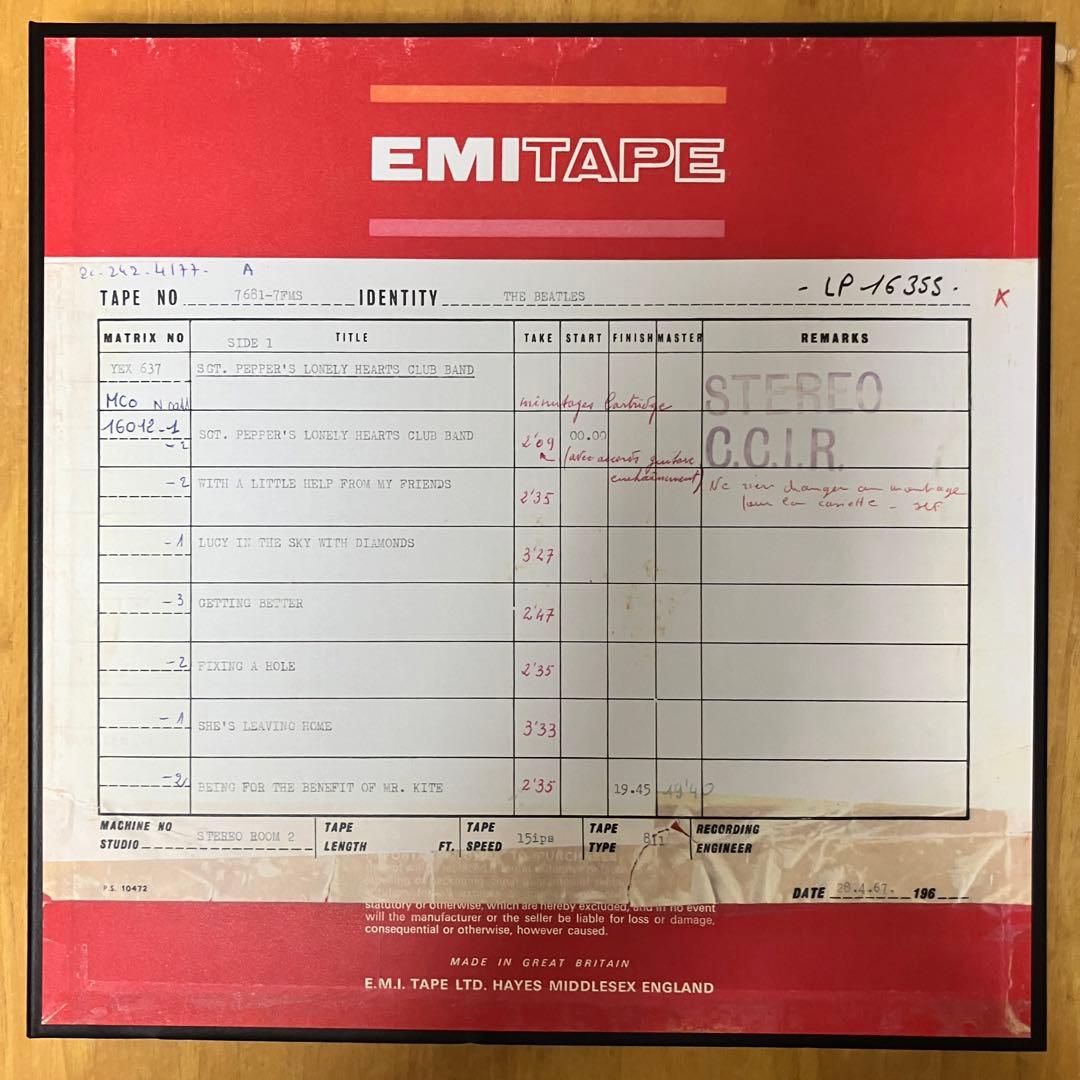 EMITAPE
2c-242-4177- A
TAPE NO 7681-7FMS IDENTITY THE BEATLES - LP 16355 - X
MATRIX NO SIDE 1 TITLE TAKE START FINISH MASTER REMARKS
YEX 637 SGT. PEPPER'S LONELY HEARTS CLUB BAND
STEREO
MCO minutages Cartridge
16012-1 SGT. PEPPER'S LONELY HEARTS CLUB BAND 2'09 00.00
C.C.I.R.
-2 (avec accords guitare
enchainement)
-2 WITH A LITTLE HELP FROM MY FRIENDS 2'35 Ne rien changer au montage
pour la
-1 LUCY IN THE SKY WITH DIAMONDS 3'27
-3 GETTING BETTER 2'47
-2 FIXING A HOLE 2'35
-1 SHE'S LEAVING HOME 3'33
-2 BEING FOR THE BENEFIT OF MR. KITE 2'35 19.45 19'40
MACHINE NO
STUDIO STEREO ROOM 2
TAPE
LENGTH FT.
TAPE
SPEED 15ips
TAPE
TYPE 811
RECORDING
ENGINEER
P.S. 10472
DATE 28.4.67. 196
statutory or otherwise, which are hereby excluded, and in no event
will the manufacturer or the seller be liable for loss or damage,
consequential or otherwise, however caused.
MADE IN GREAT BRITAIN
E.M.I. TAPE LTD. HAYES MIDDLESEX ENGLAND